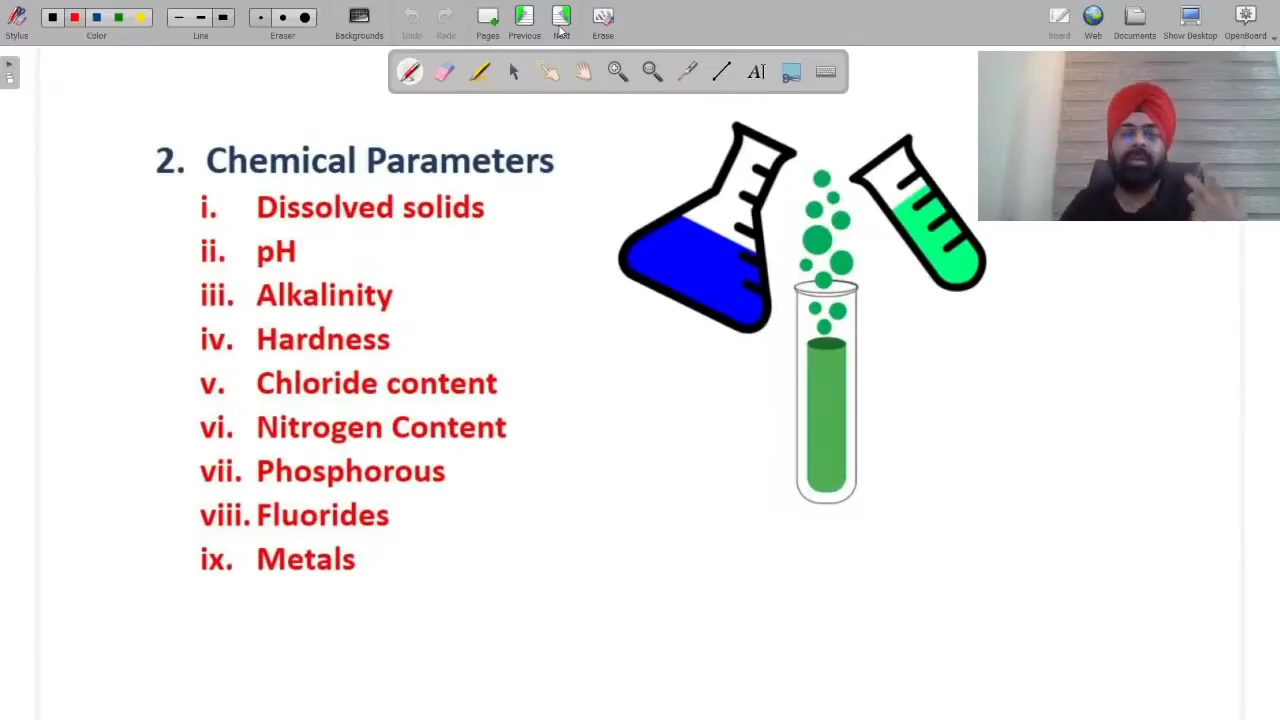 Stylus
Color
Line
Eraser
Backgrounds
Undo
Redo
Pages
Previous
Next
Erase
Board
Web
Documents
Show Desktop
OpenBoard
2. Chemical Parameters
i. Dissolved solids
ii. pH
iii. Alkalinity
iv. Hardness
v. Chloride content
vi. Nitrogen Content
vii. Phosphorous
viii. Fluorides
ix. Metals